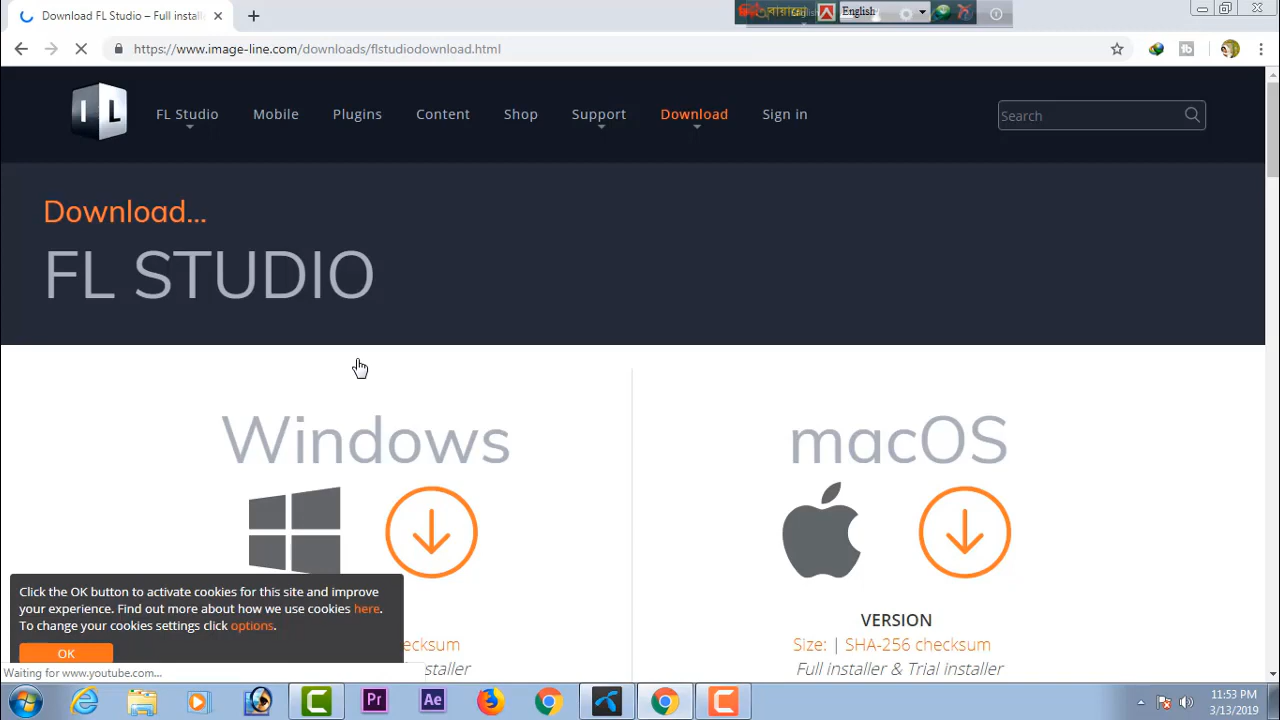 Download FL Studio – Full install
English
https://www.image-line.com/downloads/flstudiodownload.html
IL
FL Studio
Mobile
Plugins
Content
Shop
Support
Download
Sign in
Search
Download...
FL STUDIO
Windows
macOS
Click the OK button to activate cookies for this site and improve
your experience. Find out more about how we use cookies here.
To change your cookies settings click options.
OK
ecksum
staller
VERSION
Size: | SHA-256 checksum
Full installer & Trial installer
Waiting for www.youtube.com...
Pr
Ae
11:53 PM
3/13/2019